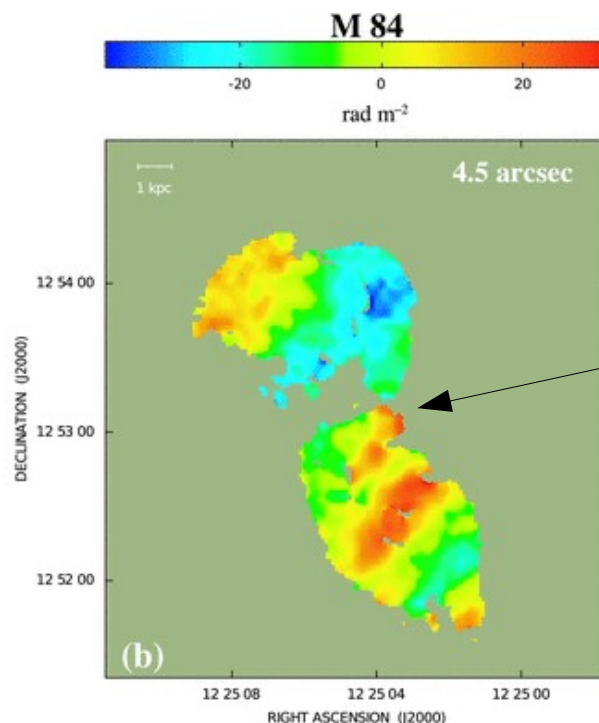 M 84
-20 0 20
rad m⁻²
4.5 arcsec
1 kpc
12 54 00
12 53 00
12 52 00
DECLINATION (J2000)
(b)
12 25 08 12 25 04 12 25 00
RIGHT ASCENSION (J2000)